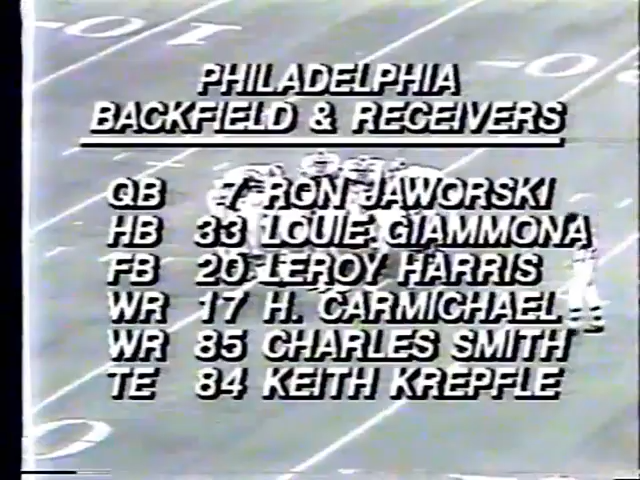 PHILADELPHIA
BACKFIELD & RECEIVERS
QB 7 RON JAWORSKI
HB 33 LOUIE GIAMMONA
FB 20 LEROY HARRIS
WR 17 H. CARMICHAEL
WR 85 CHARLES SMITH
TE 84 KEITH KREPFLE